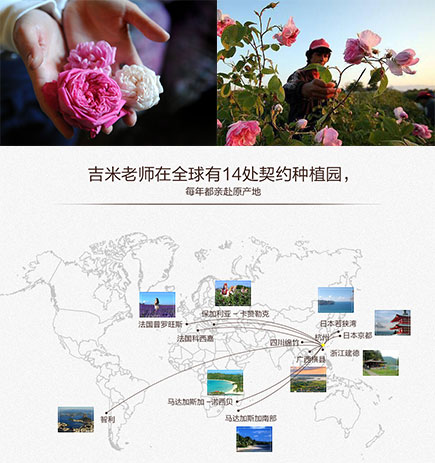 吉米老师在全球有14处契约种植园，
每年都亲赴原产地
保加利亚－卡赞勒克
法国普罗旺斯
日本若狭湾
杭州
日本京都
法国科西嘉
四川绵竹
浙江建德
广西横县
马达加斯加－诺西贝
马达加斯加南部
智利